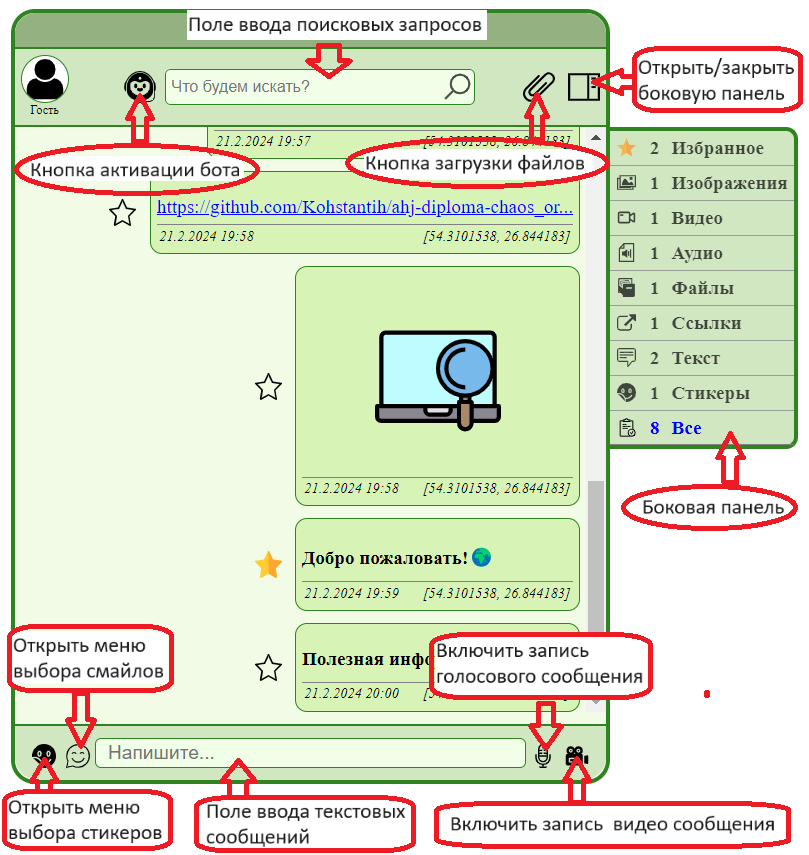 Поле ввода поисковых запросов
Гость
Что будем искать?
Открыть/закрыть
боковую панель
21.2.2024 19:57
[54.3101538, 26.844183]
Кнопка активации бота
Кнопка загрузки файлов
https://github.com/Kohstantih/ahj-diploma-chaos_or...
21.2.2024 19:58
[54.3101538, 26.844183]
2 Избранное
1 Изображения
1 Видео
1 Аудио
1 Файлы
1 Ссылки
2 Текст
1 Стикеры
8 Все
Боковая панель
21.2.2024 19:58
[54.3101538, 26.844183]
Добро пожаловать!
21.2.2024 19:59
[54.3101538, 26.844183]
Открыть меню
выбора смайлов
Включить запись
голосового сообщения
Полезная
21.2.2024 20:00
Напишите...
Открыть меню
выбора стикеров
Поле ввода текстовых
сообщений
Включить запись видео сообщения